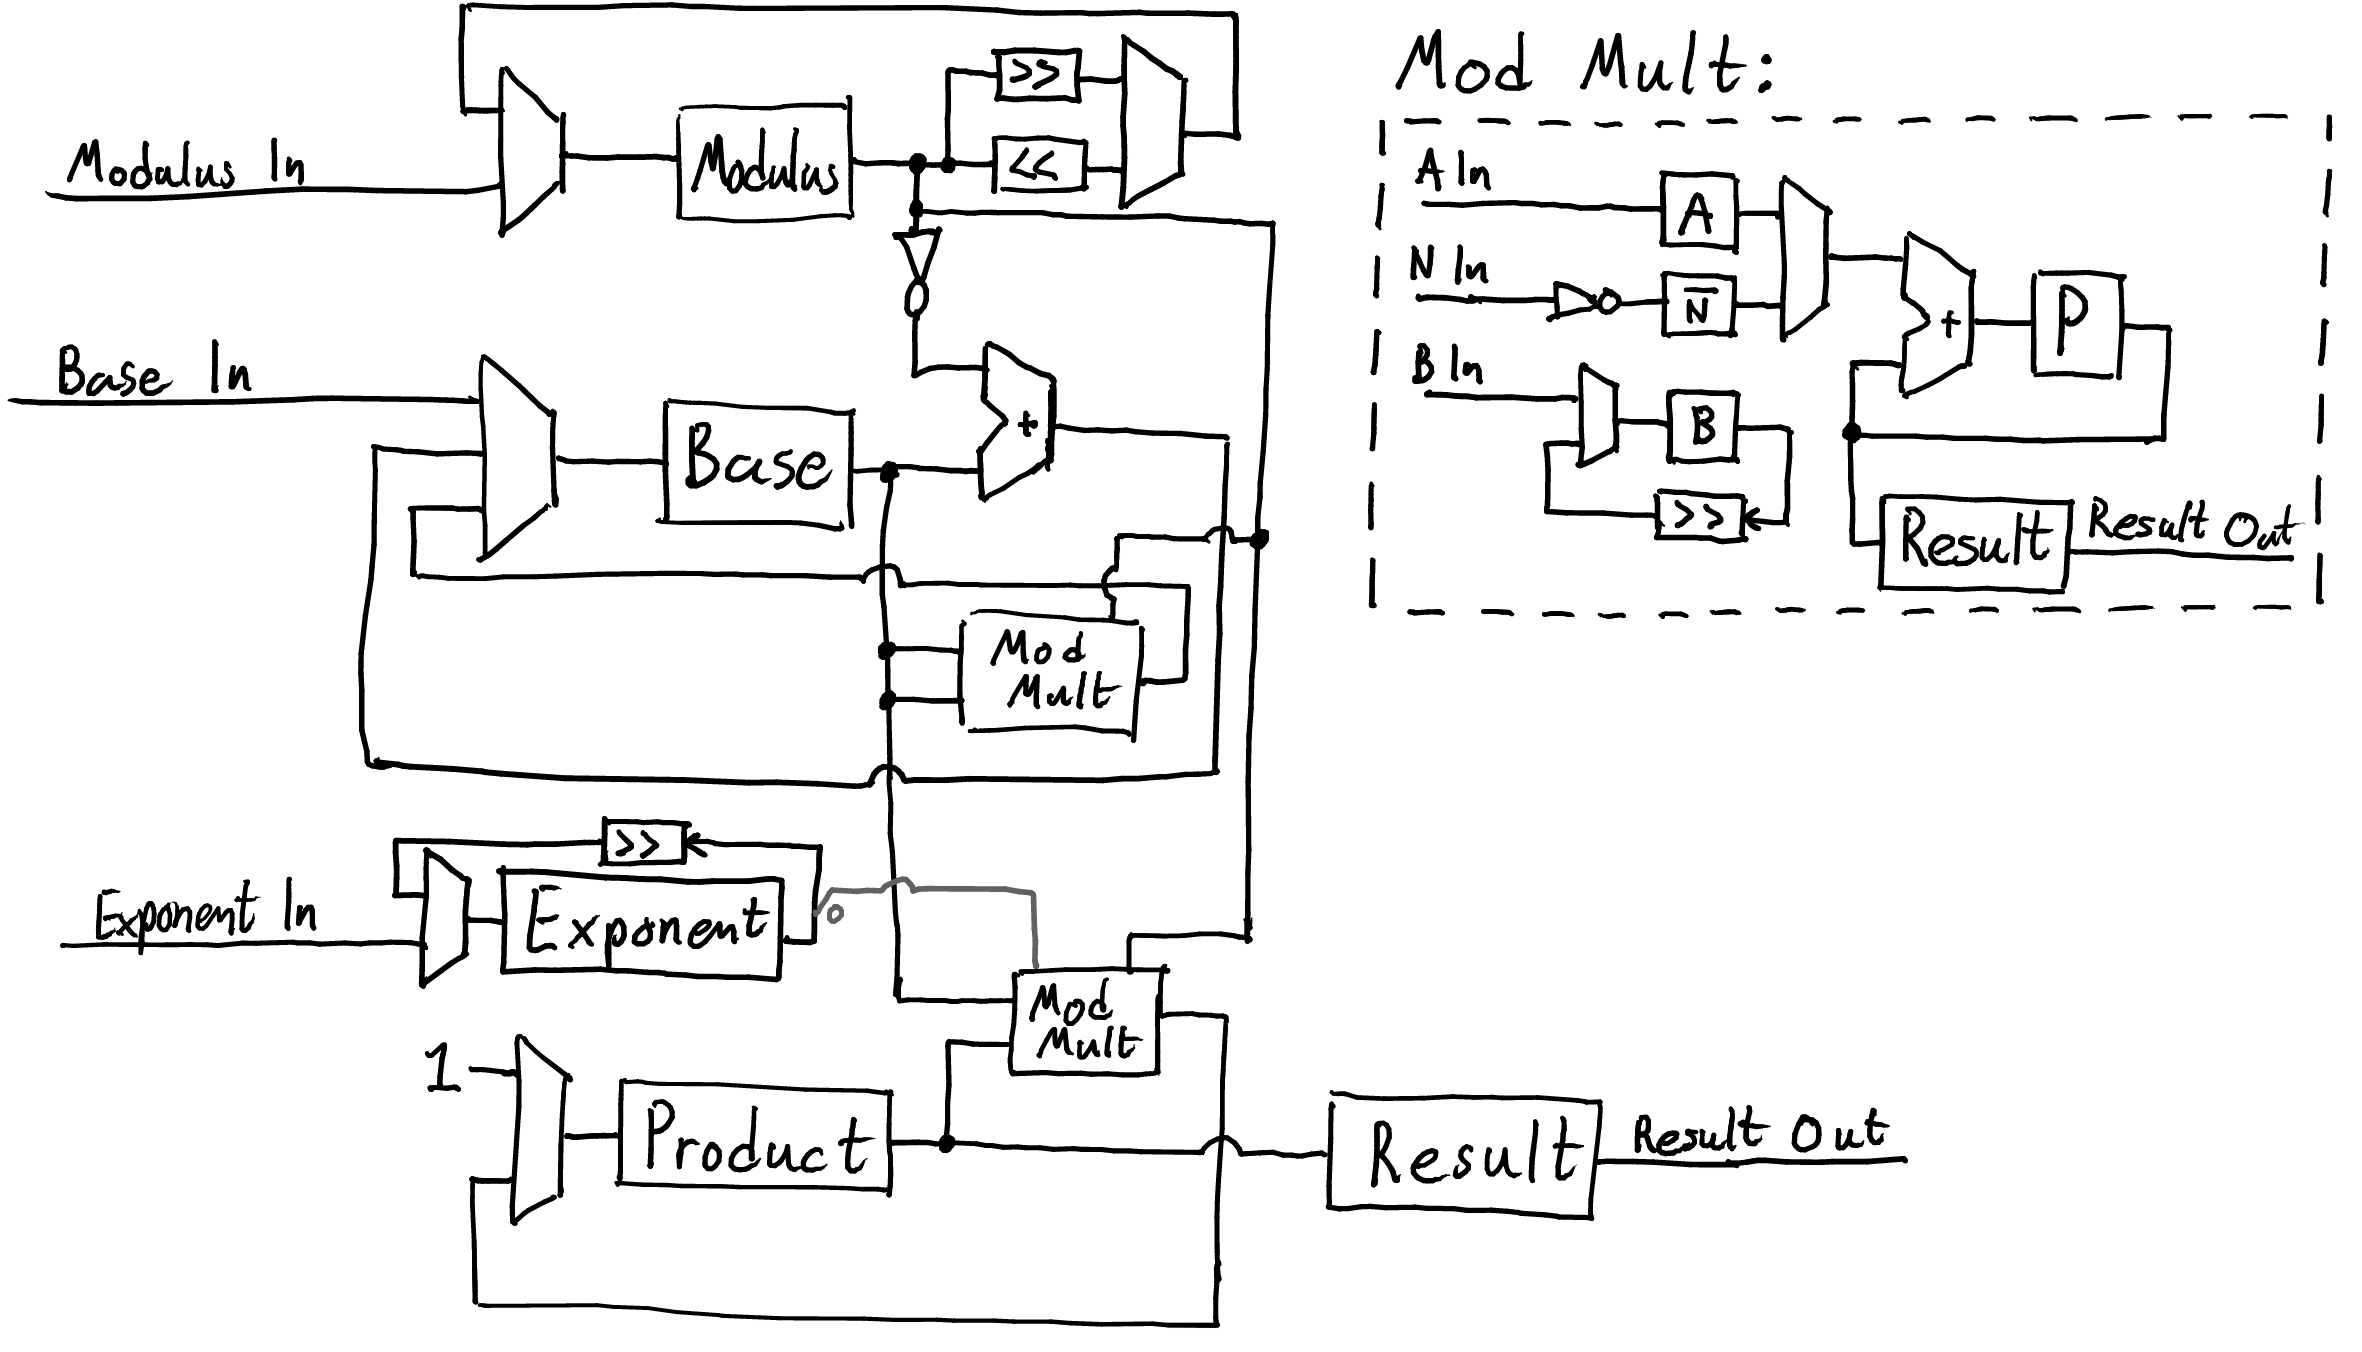 Mod Mult:
Modulus In
Modulus
>>
<<
A In
A
N In
N̅
B In
B
>>
+
P
Result
Result Out
Base In
Base
+
Mod
Mult
>>
Exponent In
Exponent
0
Mod
Mult
1
Product
Result
Result Out